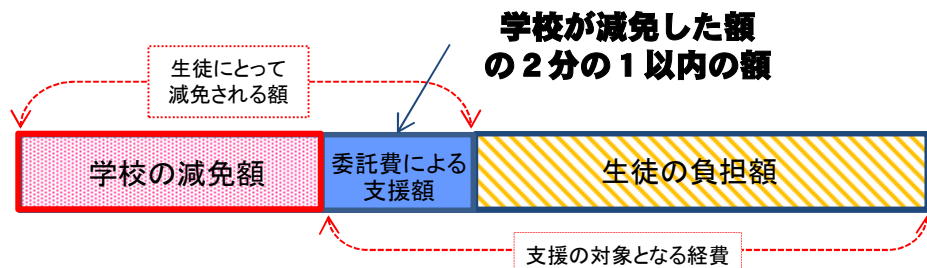 学校が減免した額
の２分の１以内の額
生徒にとって
減免される額
学校の減免額
委託費による
支援額
生徒の負担額
支援の対象となる経費